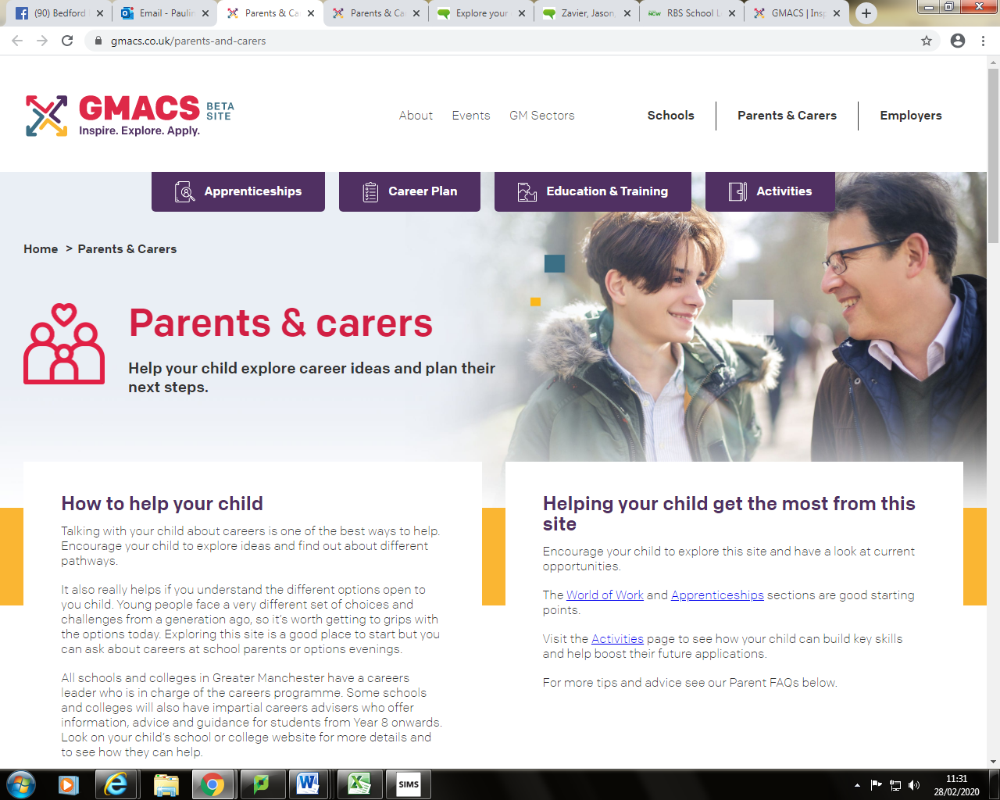 (90) Bedford
Email - Paulin
Parents & Ca
Parents & Ca
Explore your
Zavier, Jason,
RBS School L
GMACS | Insp
gmacs.co.uk/parents-and-carers
GMACS
BETA
SITE
Inspire. Explore. Apply.
About
Events
GM Sectors
Schools
Parents & Carers
Employers
Apprenticeships
Career Plan
Education & Training
Activities
Home > Parents & Carers
Parents & carers
Help your child explore career ideas and plan their
next steps.
How to help your child
Talking with your child about careers is one of the best ways to help.
Encourage your child to explore ideas and find out about different
pathways.
It also really helps if you understand the different options open to
you child. Young people face a very different set of choices and
challenges from a generation ago, so it's worth getting to grips with
the options today. Exploring this site is a good place to start but you
can ask about careers at school parents or options evenings.
All schools and colleges in Greater Manchester have a careers
leader who is in charge of the careers programme. Some schools
and colleges will also have impartial careers advisers who offer
information, advice and guidance for students from Year 8 onwards.
Look on your child's school or college website for more details and
to see how they can help.
Helping your child get the most from this
site
Encourage your child to explore this site and have a look at current
opportunities.
The World of Work and Apprenticeships sections are good starting
points.
Visit the Activities page to see how your child can build key skills
and help boost their future applications.
For more tips and advice see our Parent FAQs below.
SIMS
11:31
28/02/2020